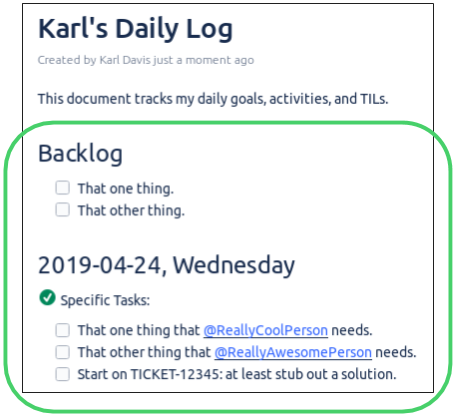 Karl's Daily Log
Created by Karl Davis just a moment ago
This document tracks my daily goals, activities, and TILs.
Backlog
That one thing.
That other thing.
2019-04-24, Wednesday
Specific Tasks:
That one thing that @ReallyCoolPerson needs.
That other thing that @ReallyAwesomePerson needs.
Start on TICKET-12345: at least stub out a solution.